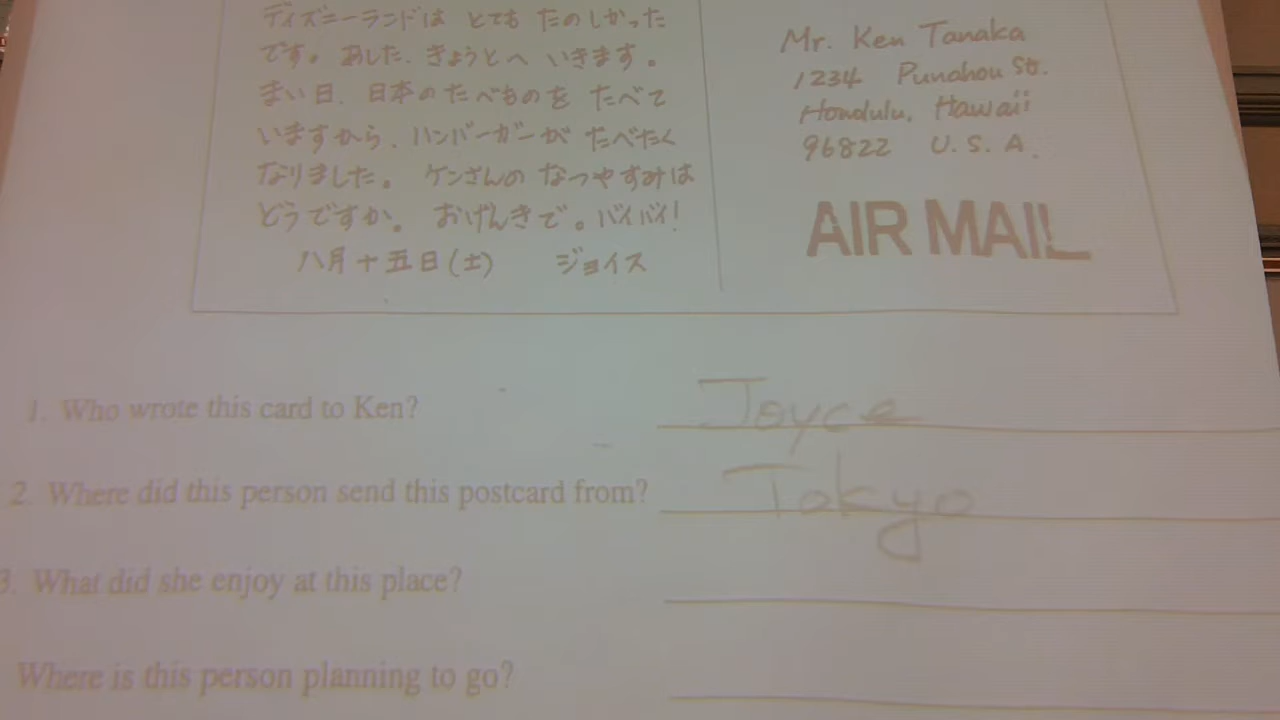 ディズニーランドは とても たのしかった
です。あした、きょうとへ いきます。
まい日、日本のたべものを たべて
いますから、ハンバーガーが たべたく
なりました。 ケンさんの なつやすみは
どうですか。 おげんきで。バイバイ!
八月十五日(土) ジョイス
Mr. Ken Tanaka
1234 Punahou St.
Honolulu, Hawaii
96822 U.S.A.
AIR MAIL
1. Who wrote this card to Ken? Joyce
2. Where did this person send this postcard from? Tokyo
3. What did she enjoy at this place?
Where is this person planning to go?